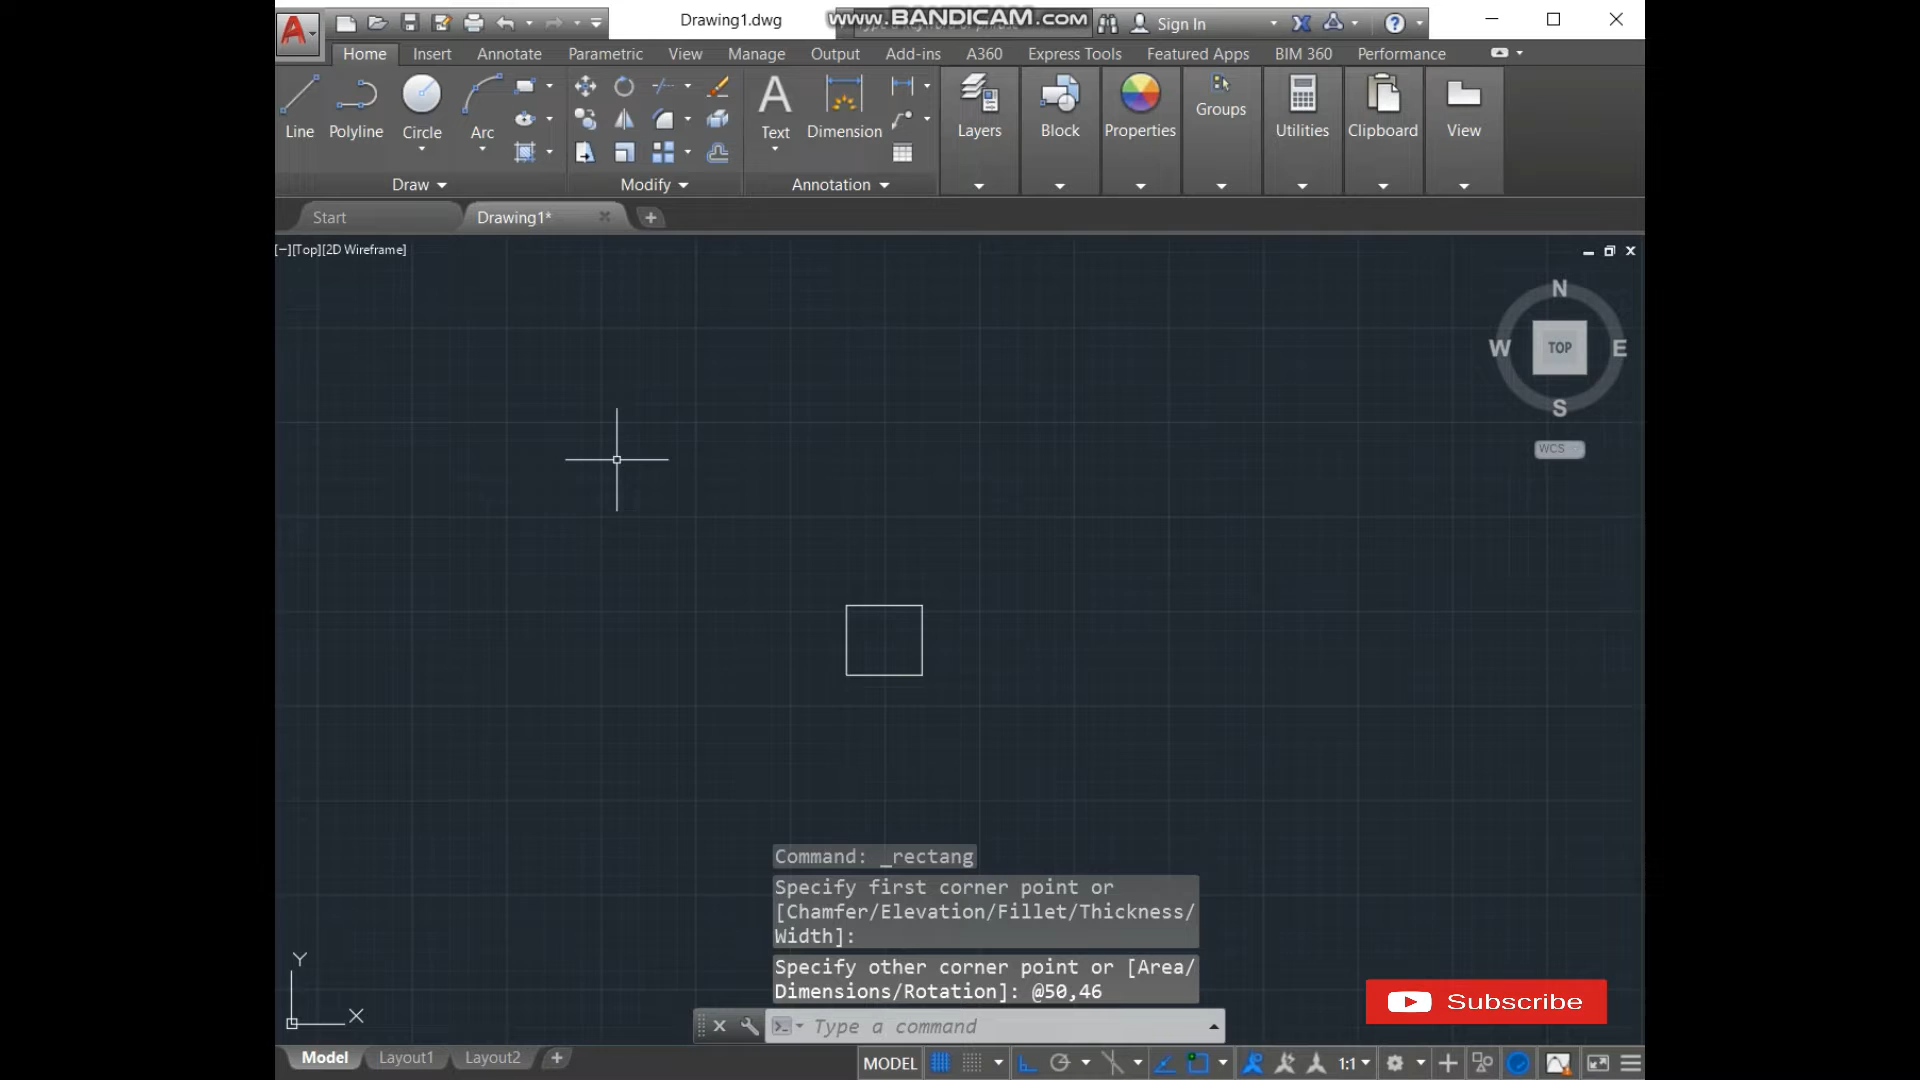 Drawing1.dwg
WWW.BANDICAM.COM
Sign In
Home Insert Annotate Parametric View Manage Output Add-ins A360 Express Tools Featured Apps BIM 360 Performance
Line Polyline Circle Arc Text Dimension Layers Block Properties Groups Utilities Clipboard View
Draw Modify Annotation
Start Drawing1*
[−][Top][2D Wireframe]
N
W TOP E
S
WCS
Command: _rectang
Specify first corner point or
[Chamfer/Elevation/Fillet/Thickness/
Width]:
Specify other corner point or [Area/
Dimensions/Rotation]: @50,46
Y
X
Subscribe
Type a command
Model Layout1 Layout2
MODEL 1:1